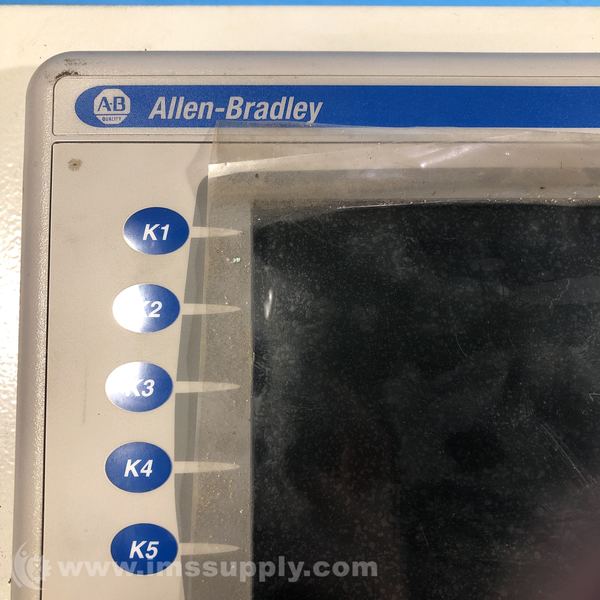 A-B
QUALITY
Allen-Bradley
K1
K2
K3
K4
K5
www.imssupply.com